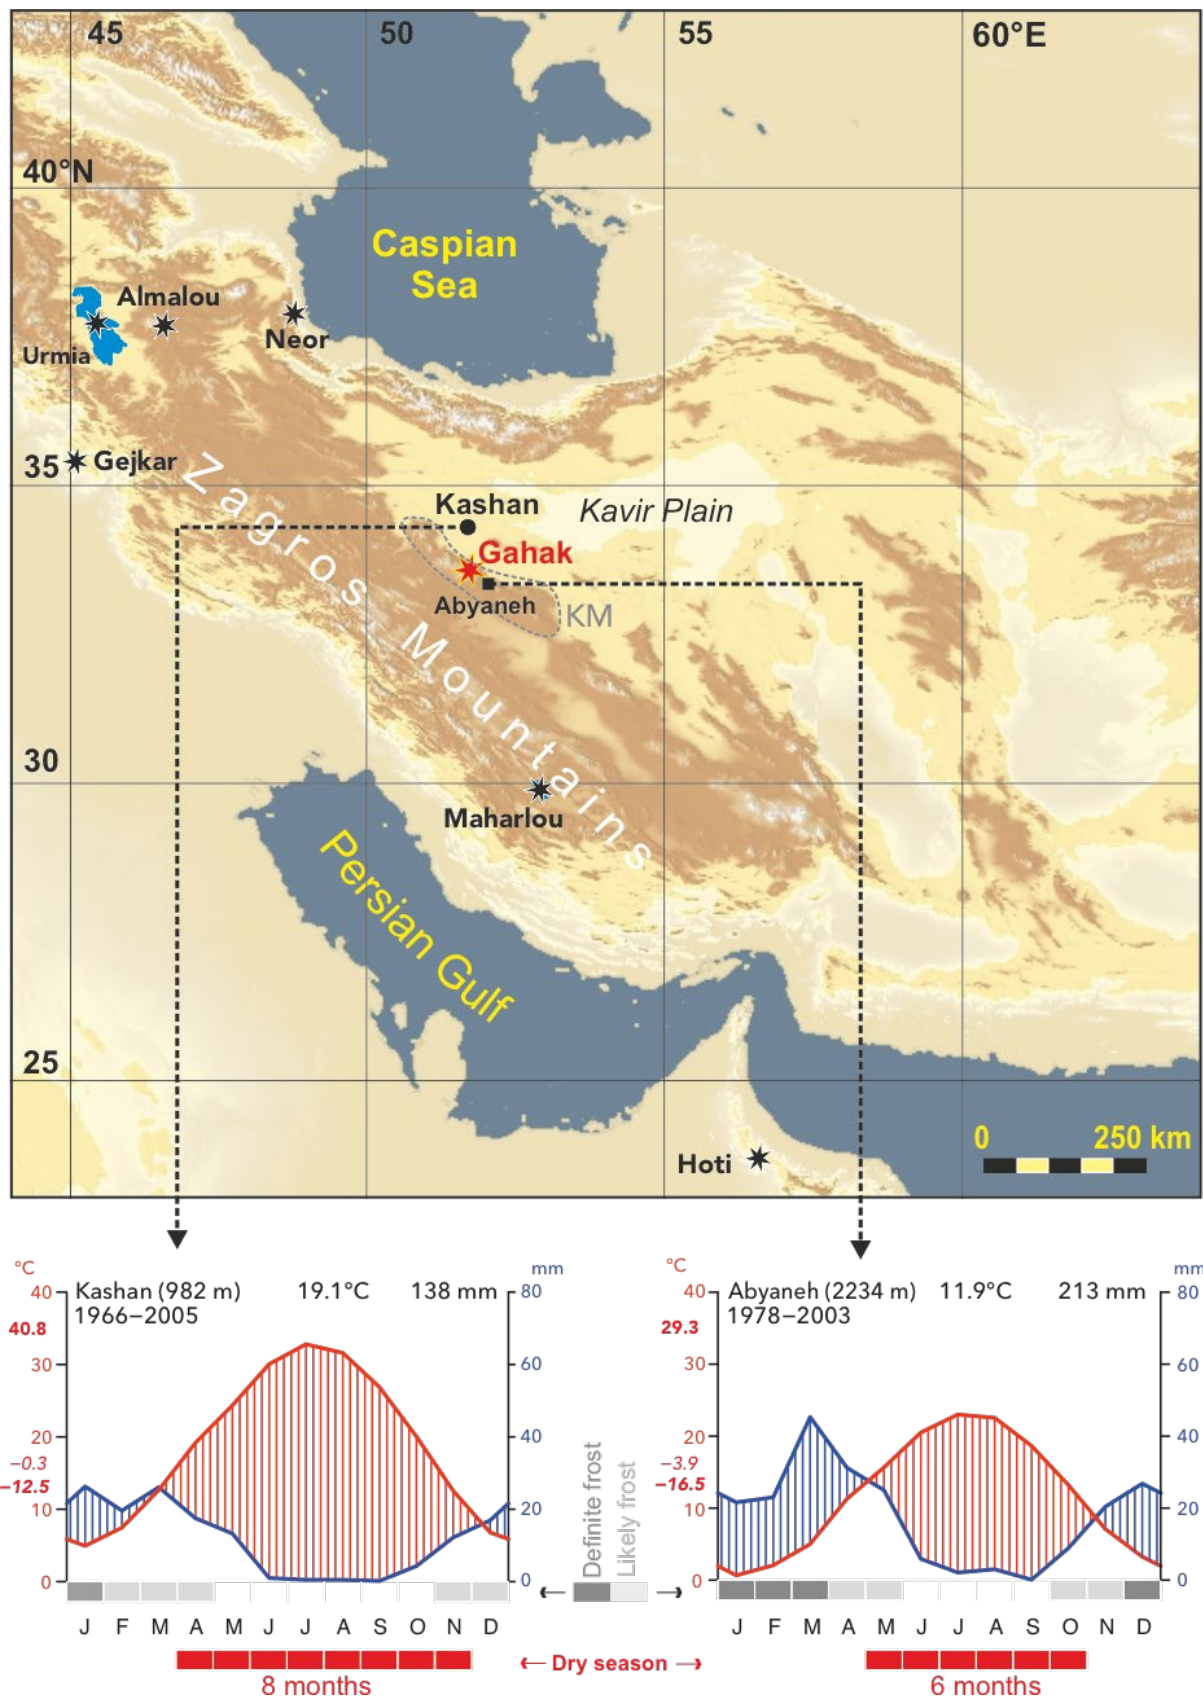 45 50 55 60°E
40°N
Caspian
Sea
Almalou
Neor
Urmia
35
Gejkar
Zagros Mountains
Kashan
Kavir Plain
Gahak
Abyaneh
KM
30
Maharlou
Persian Gulf
25
0 250 km
Hoti
°C mm
Kashan (982 m) 19.1°C 138 mm
1966–2005
40 80
40.8
30 60
20 40
-0.3
-12.5
10 20
0 0
J F M A M J J A S O N D
8 months
Definite frost
Likely frost
Dry season
°C mm
Abyaneh (2234 m) 11.9°C 213 mm
1978–2003
40 80
29.3
30 60
20 40
-3.9
-16.5
10 20
0 0
J F M A M J J A S O N D
6 months